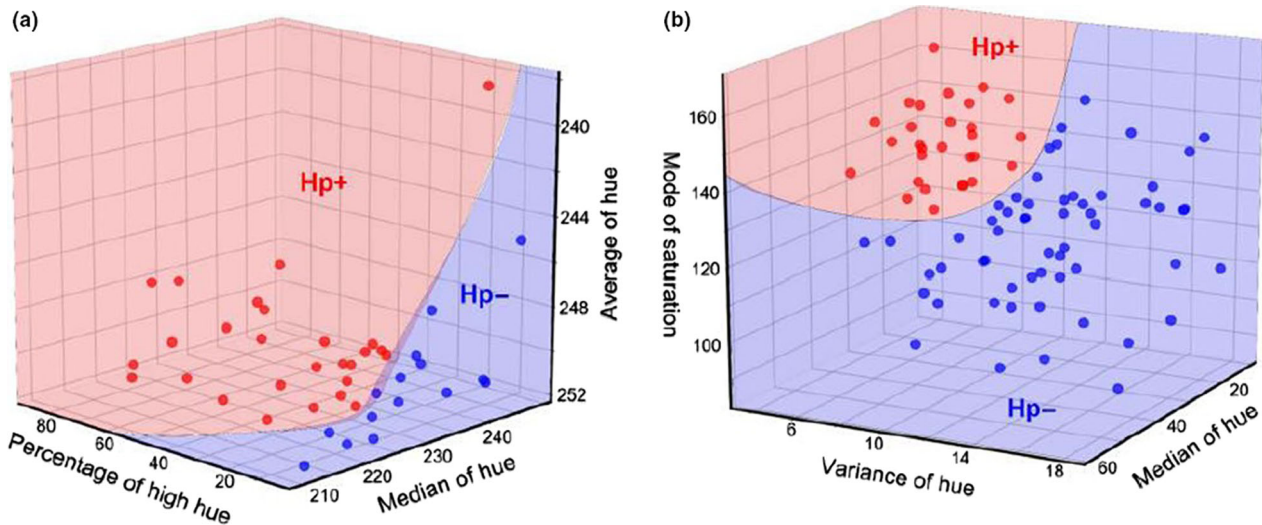 (a)
Hp+
Hp−
240
244
248
252
Average of hue
80
60
40
20
Percentage of high hue
210
220
230
240
Median of hue
(b)
Hp+
Hp−
160
140
120
100
Mode of saturation
6
10
14
18
Variance of hue
60
40
20
Median of hue